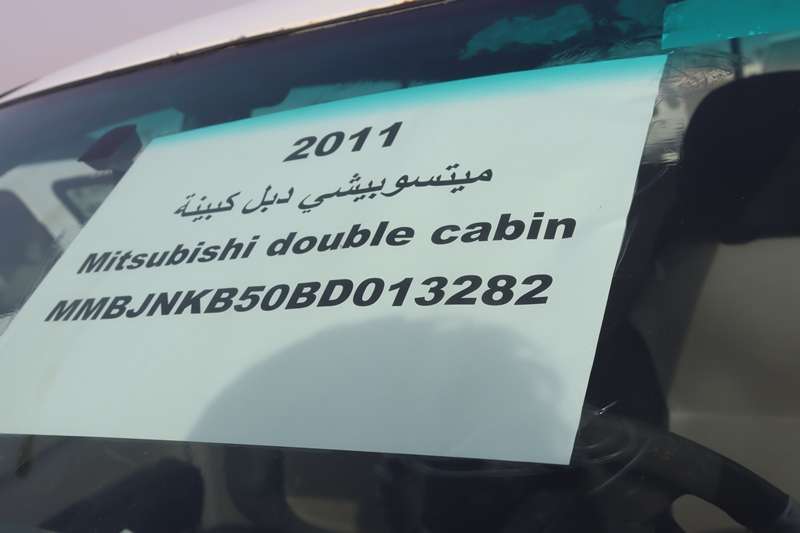 2011
ميتسوبيشي دبل كبينة
Mitsubishi double cabin
MMBJNKB50BD013282